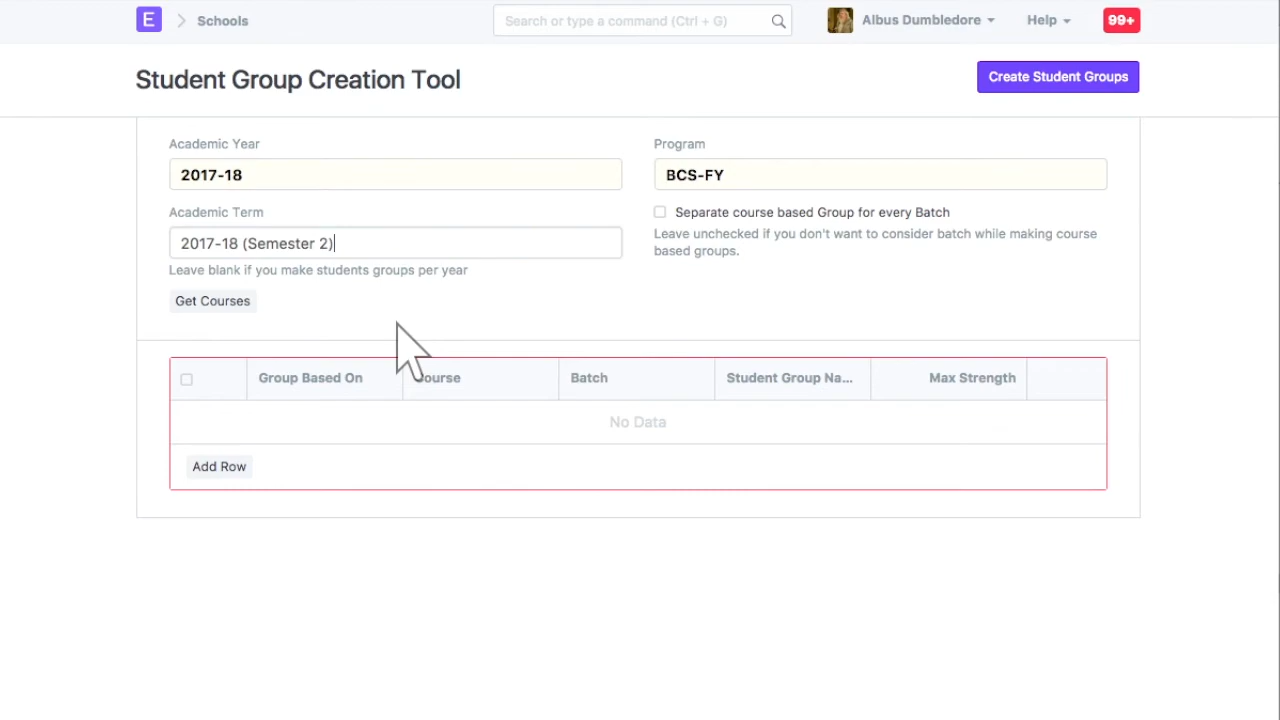 E
Schools
Search or type a command (Ctrl + G)
Albus Dumbledore
Help
99+
Student Group Creation Tool
Create Student Groups
Academic Year
2017-18
Program
BCS-FY
Academic Term
2017-18 (Semester 2)
Leave blank if you make students groups per year
Separate course based Group for every Batch
Leave unchecked if you don't want to consider batch while making course
based groups.
Get Courses
Group Based On
Course
Batch
Student Group Na...
Max Strength
No Data
Add Row